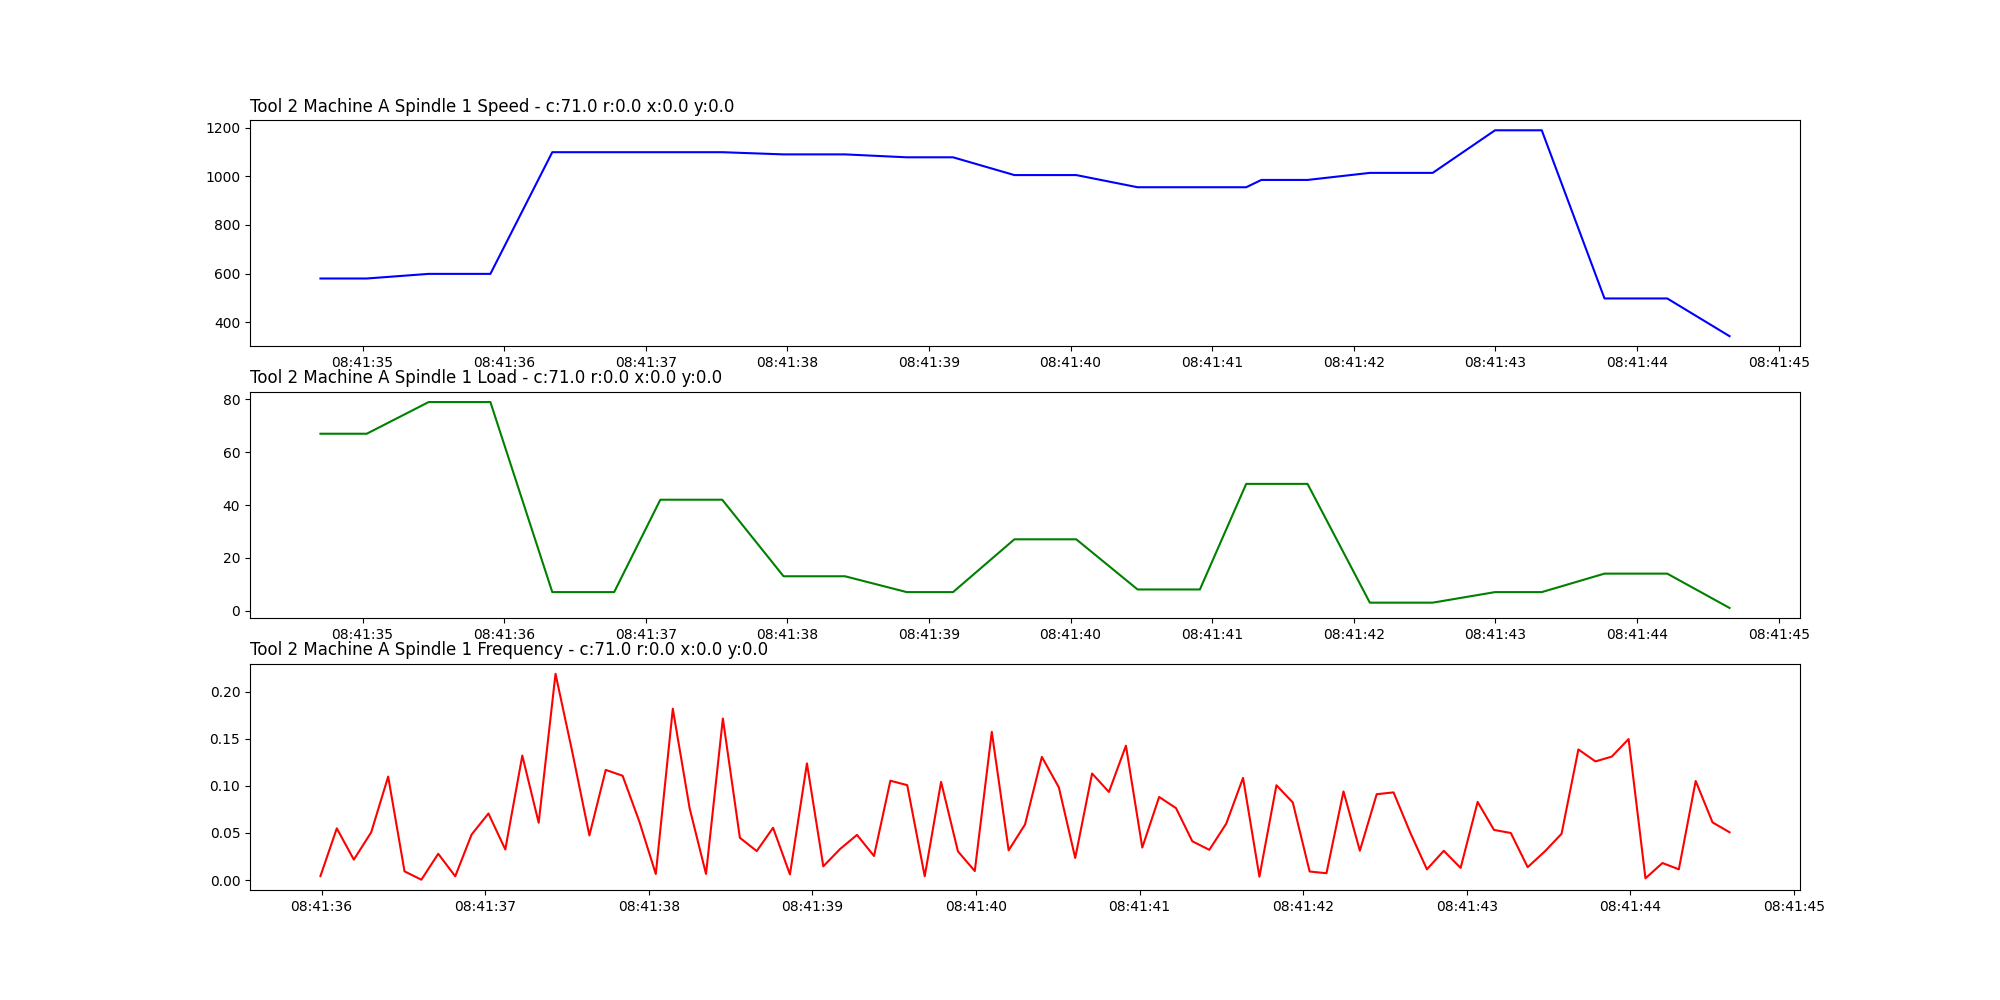 Tool 2 Machine A Spindle 1 Speed - c:71.0 r:0.0 x:0.0 y:0.0
1200
1000
800
600
400
08:41:35 08:41:36 08:41:37 08:41:38 08:41:39 08:41:40 08:41:41 08:41:42 08:41:43 08:41:44 08:41:45
Tool 2 Machine A Spindle 1 Load - c:71.0 r:0.0 x:0.0 y:0.0
80
60
40
20
0
08:41:35 08:41:36 08:41:37 08:41:38 08:41:39 08:41:40 08:41:41 08:41:42 08:41:43 08:41:44 08:41:45
Tool 2 Machine A Spindle 1 Frequency - c:71.0 r:0.0 x:0.0 y:0.0
0.20
0.15
0.10
0.05
0.00
08:41:36 08:41:37 08:41:38 08:41:39 08:41:40 08:41:41 08:41:42 08:41:43 08:41:44 08:41:45